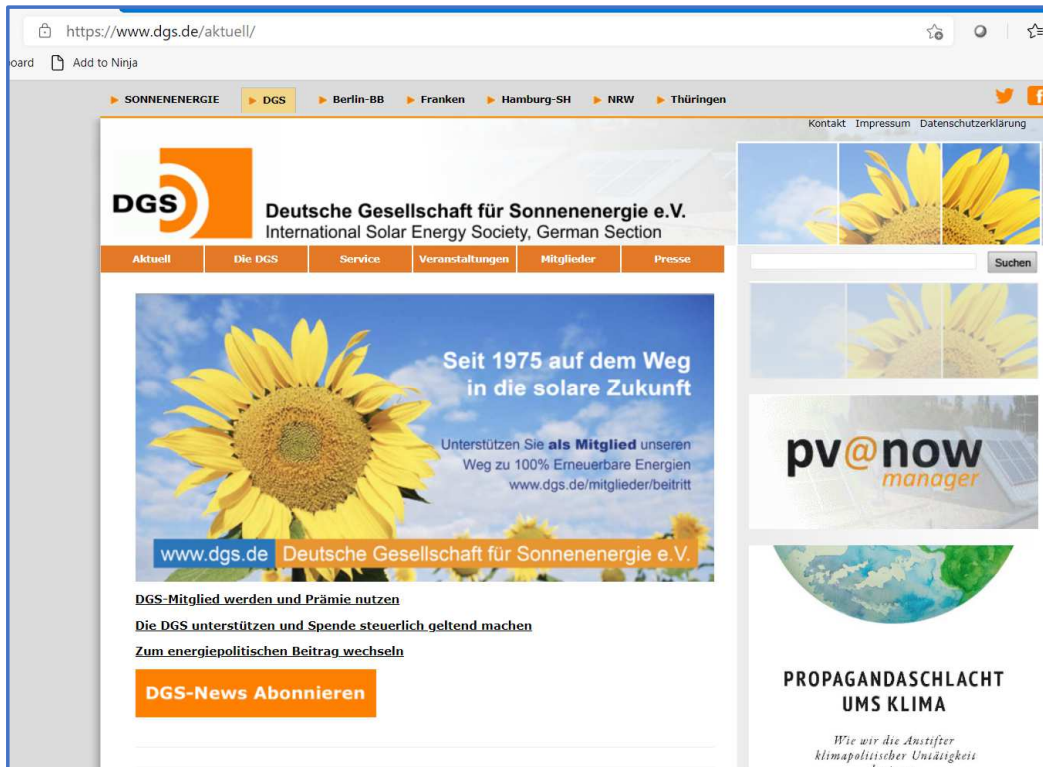 https://www.dgs.de/aktuell/
Add to Ninja
SONNENENERGIE DGS Berlin-BB Franken Hamburg-SH NRW Thüringen
Kontakt Impressum Datenschutzerklärung
DGS
Deutsche Gesellschaft für Sonnenenergie e.V.
International Solar Energy Society, German Section
Aktuell Die DGS Service Veranstaltungen Mitglieder Presse
Suchen
Seit 1975 auf dem Weg
in die solare Zukunft
Unterstützen Sie als Mitglied unseren
Weg zu 100% Erneuerbare Energien
www.dgs.de/mitglieder/beitritt
www.dgs.de Deutsche Gesellschaft für Sonnenenergie e.V.
pv@now
manager
DGS-Mitglied werden und Prämie nutzen
Die DGS unterstützen und Spende steuerlich geltend machen
Zum energiepolitischen Beitrag wechseln
DGS-News Abonnieren
PROPAGANDASCHLACHT
UMS KLIMA
Wie wir die Anstifter
klimapolitischer Untätigkeit